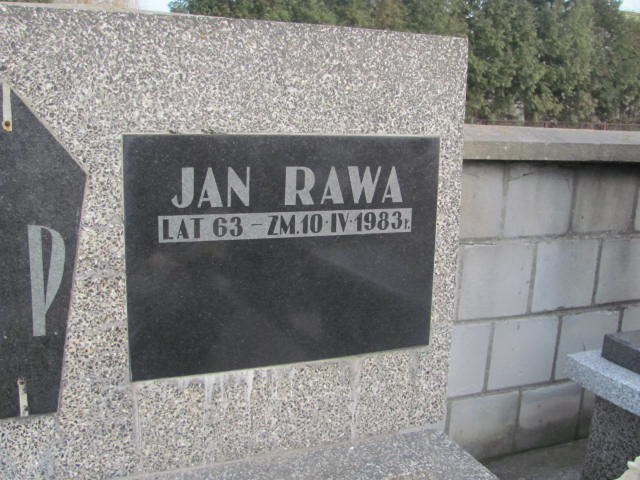 JAN RAWA
LAT 63 – ZM.10·IV·1983r.
P